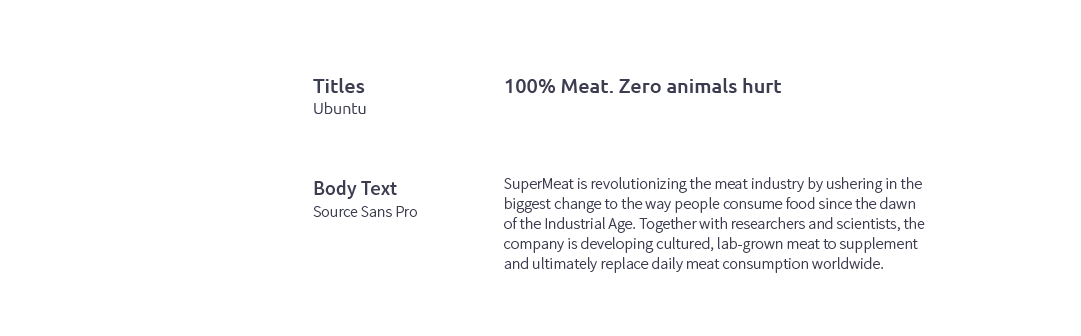 Titles
Ubuntu
100% Meat. Zero animals hurt
Body Text
Source Sans Pro
SuperMeat is revolutionizing the meat industry by ushering in the
biggest change to the way people consume food since the dawn
of the Industrial Age. Together with researchers and scientists, the
company is developing cultured, lab-grown meat to supplement
and ultimately replace daily meat consumption worldwide.